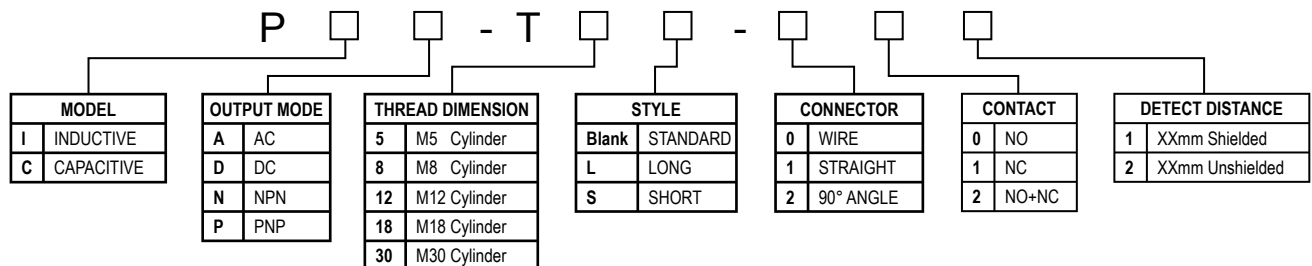 P □ □ - T □ □ - □ □ □
MODEL
I INDUCTIVE
C CAPACITIVE
OUTPUT MODE
A AC
D DC
N NPN
P PNP
THREAD DIMENSION
5 M5 Cylinder
8 M8 Cylinder
12 M12 Cylinder
18 M18 Cylinder
30 M30 Cylinder
STYLE
Blank STANDARD
L LONG
S SHORT
CONNECTOR
0 WIRE
1 STRAIGHT
2 90° ANGLE
CONTACT
0 NO
1 NC
2 NO+NC
DETECT DISTANCE
1 XXmm Shielded
2 XXmm Unshielded